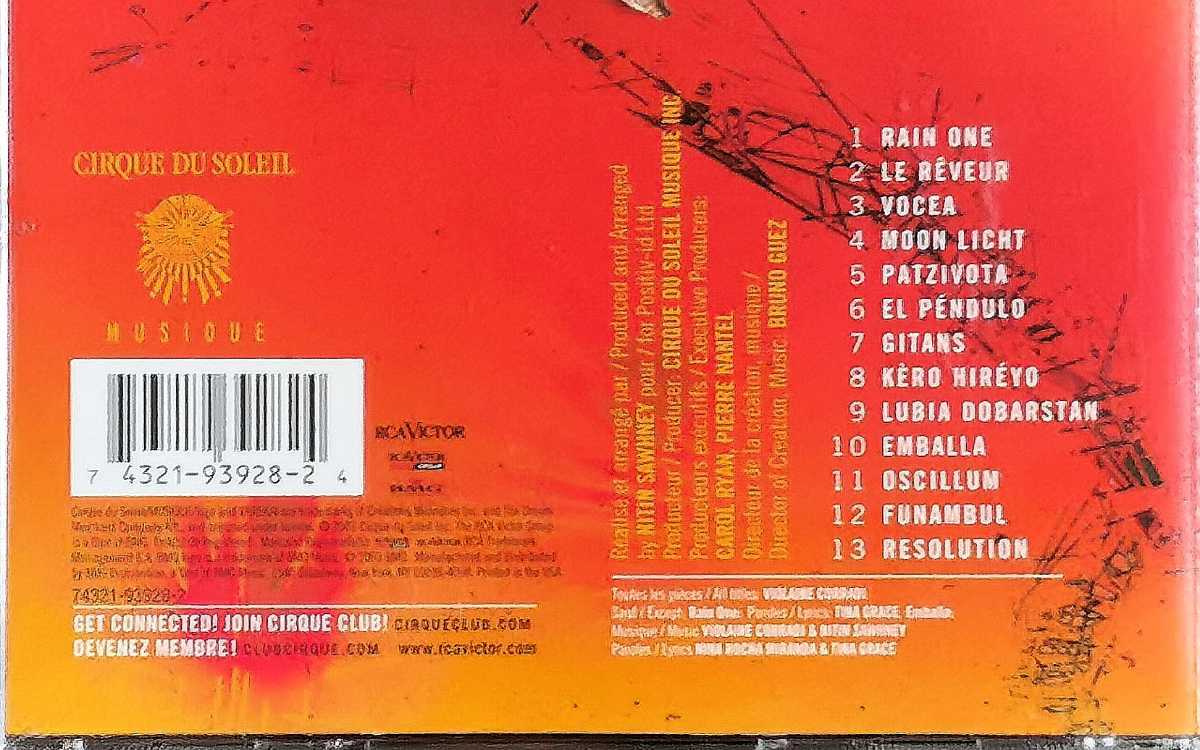 CIRQUE DU SOLEIL
MUSIQUE
7 4321-93928-2 4
RCA VICTOR
74321-93928-2
GET CONNECTED! JOIN CIRQUE CLUB! CIRQUECLUB.COM
DEVENEZ MEMBRE! CLUBCIRQUE.COM www.rcavictor.com
Réalisé et arrangé par / Produced and Arranged
by NITIN SAWHNEY pour / for Positiv-id Ltd
Producteur / Producer: CIRQUE DU SOLEIL MUSIQUE INC.
Producteurs exécutifs / Executive Producers:
CAROL RYAN, PIERRE NANTEL
Directeur de la création, musique /
Director of Creation, Music: BRUNO GUEZ
1 RAIN ONE
2 LE RÊVEUR
3 VOCEA
4 MOON LIGHT
5 PATZIVOTA
6 EL PÉNDULO
7 GITANS
8 KÈRO HIRÉYO
9 LUBIA DOBARSTAN
10 EMBALLA
11 OSCILLUM
12 FUNAMBUL
13 RESOLUTION
Toutes les pièces / All titles: VIOLAINE CORRADI
Sauf / Except: Rain One: Paroles / Lyrics: TINA GRACE, Emballa:
Musique / Music: VIOLAINE CORRADI & NITIN SAWHNEY
Paroles / Lyrics NINA ROCHA MIRANDA & TINA GRACE